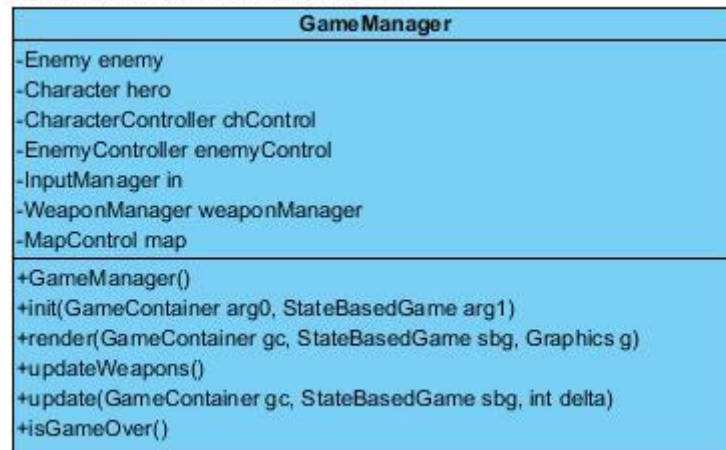 GameManager
-Enemy enemy
-Character hero
-CharacterController chControl
-EnemyController enemyControl
-InputManager in
-WeaponManager weaponManager
-MapControl map
+GameManager()
+init(GameContainer arg0, StateBasedGame arg1)
+render(GameContainer gc, StateBasedGame sbg, Graphics g)
+updateWeapons()
+update(GameContainer gc, StateBasedGame sbg, int delta)
+isGameOver()